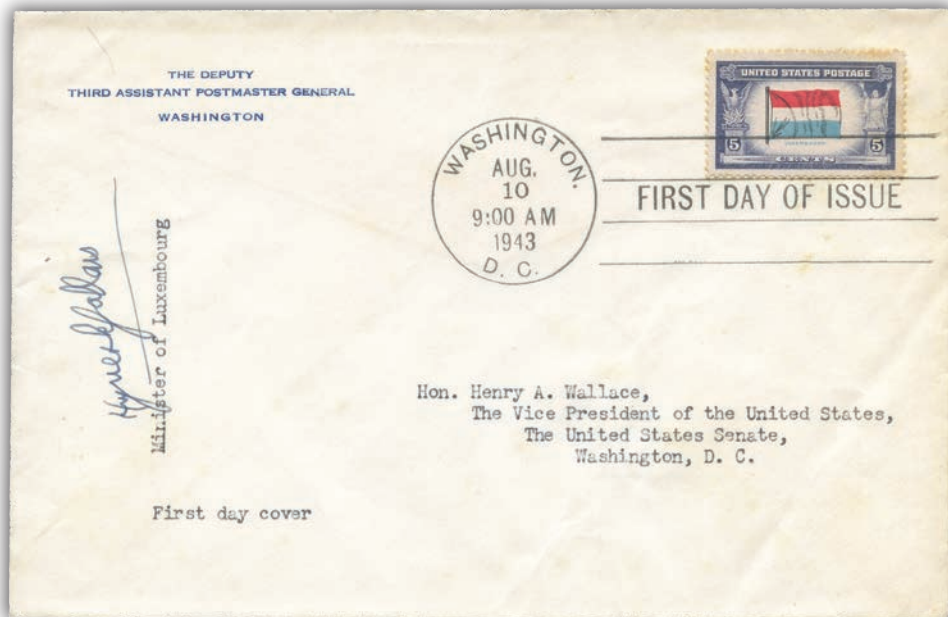 THE DEPUTY
THIRD ASSISTANT POSTMASTER GENERAL
WASHINGTON
UNITED STATES POSTAGE
5 5
CENTS
WASHINGTON.
AUG.
10
9:00 AM
1943
D. C.
FIRST DAY OF ISSUE
Minister of Luxembourg
Hon. Henry A. Wallace,
The Vice President of the United States,
The United States Senate,
Washington, D. C.
First day cover